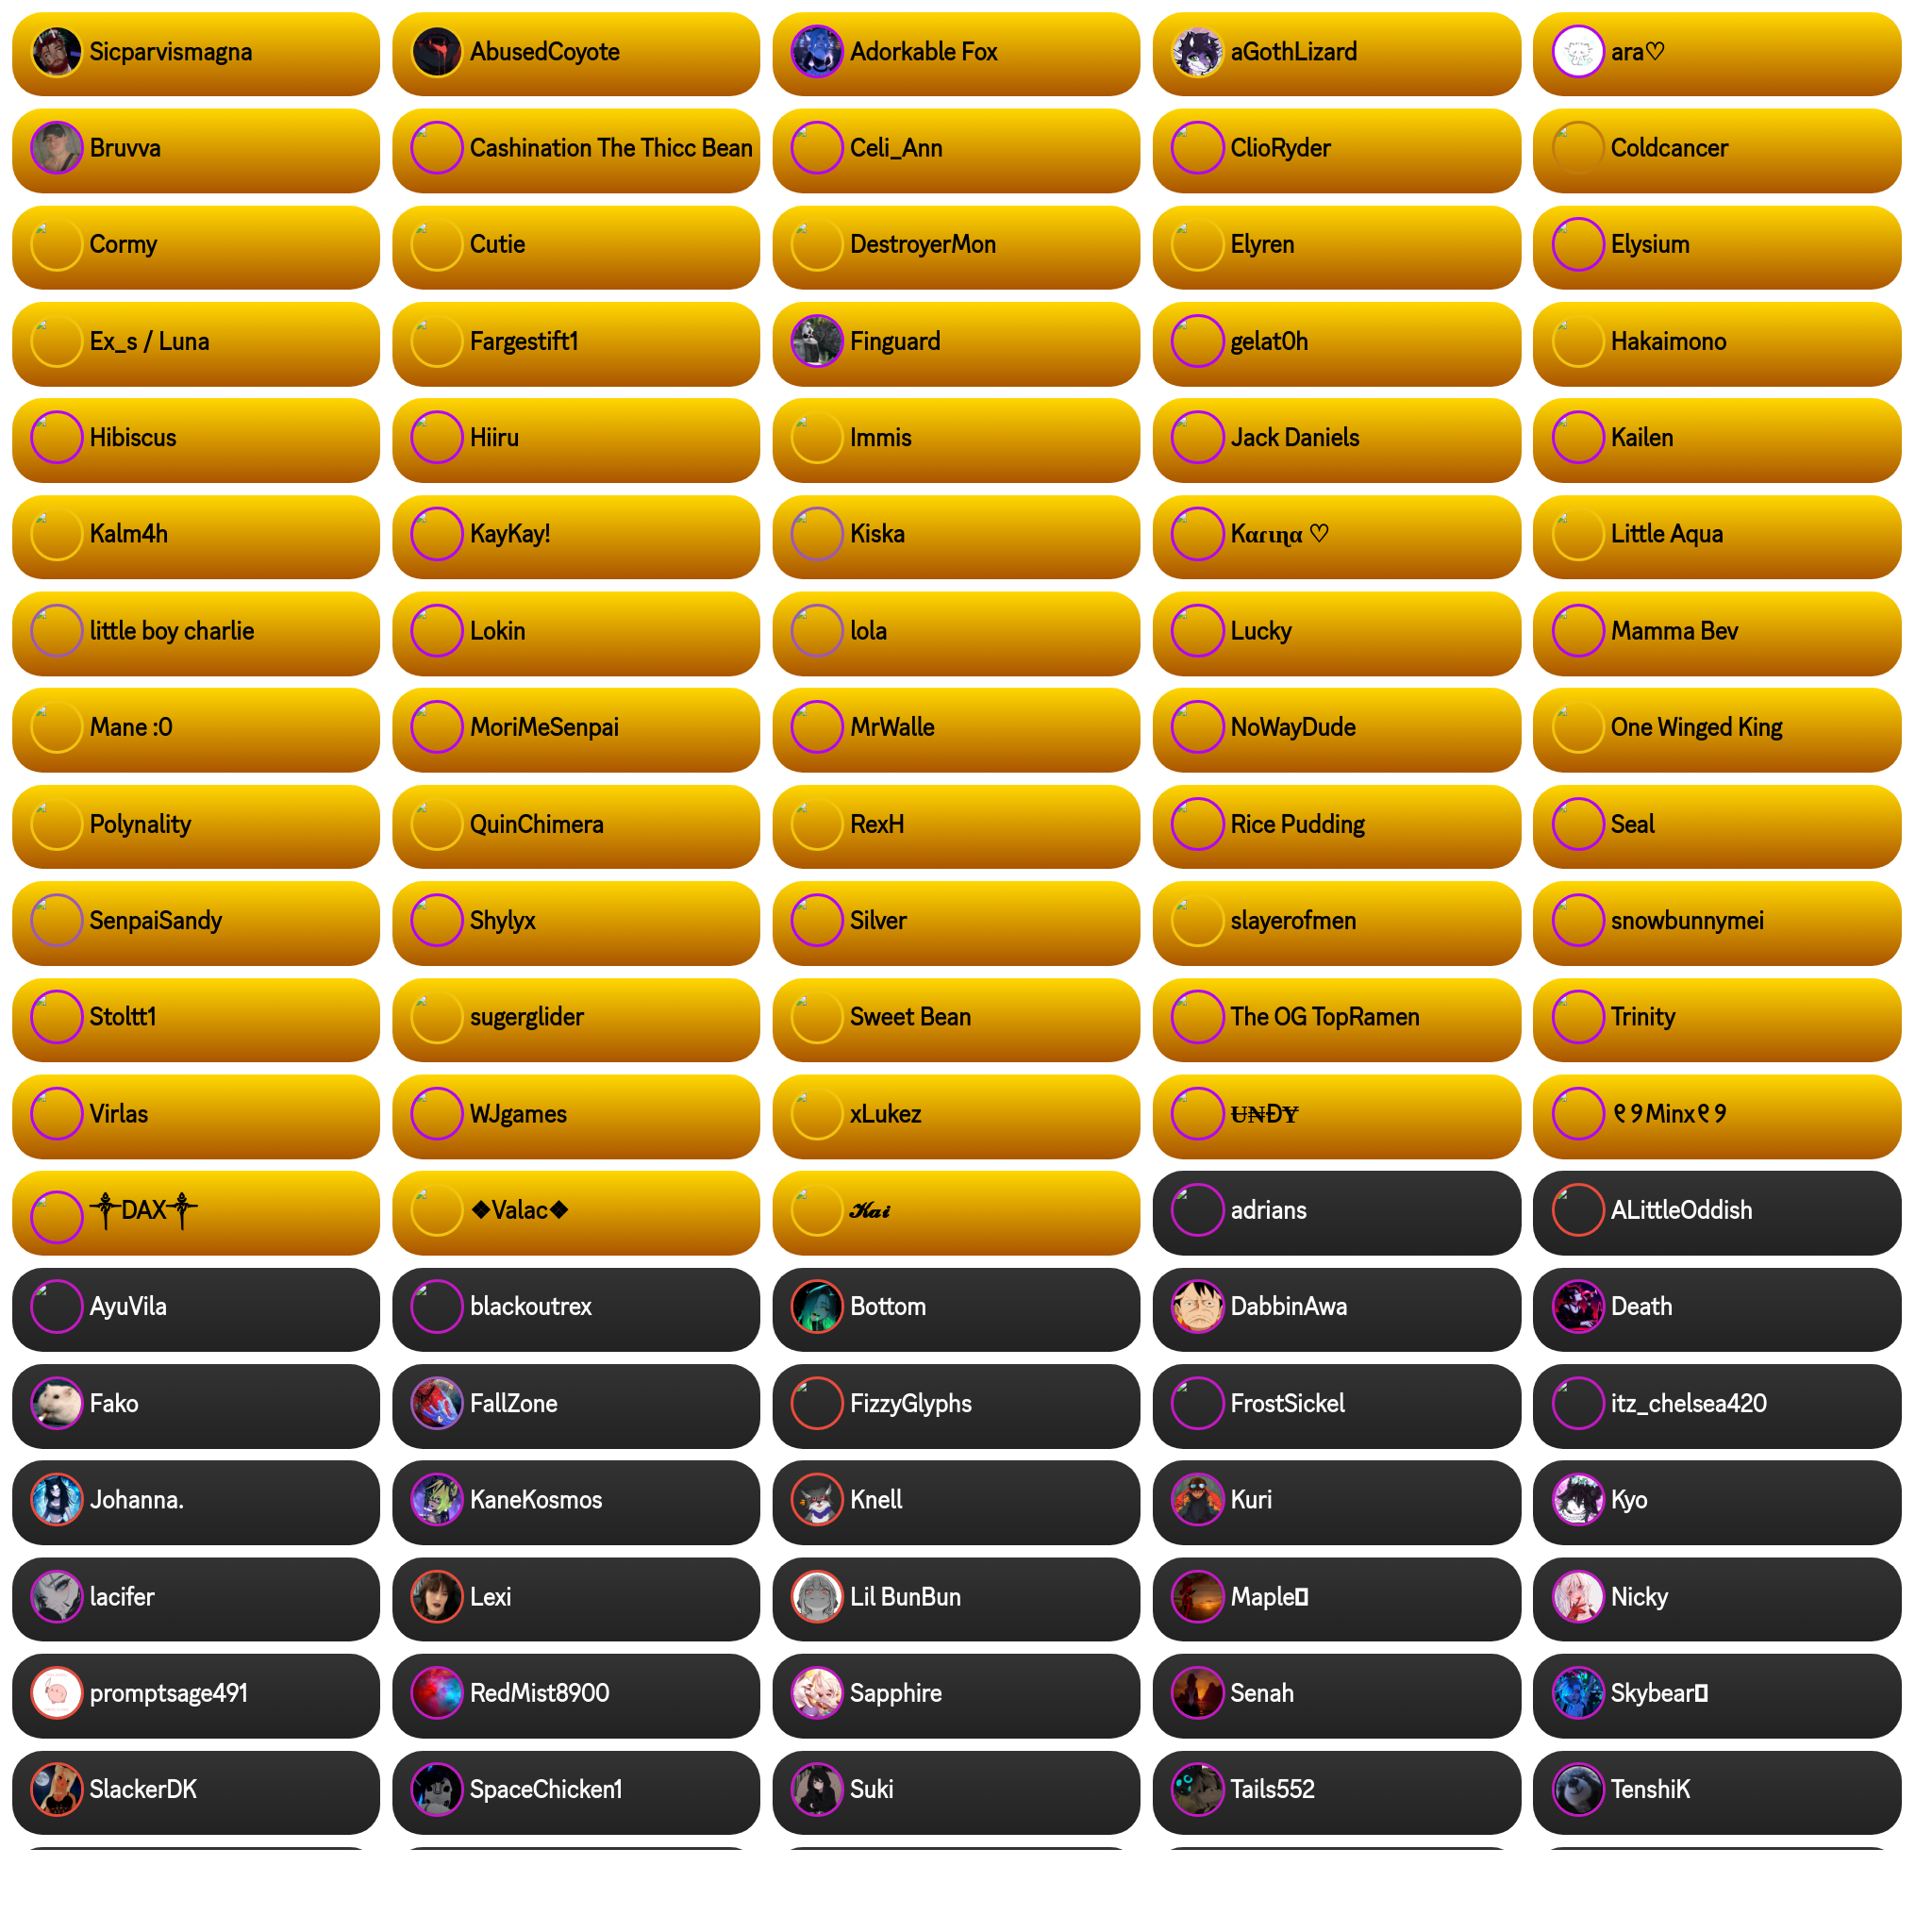 Sicparvismagna
AbusedCoyote
Adorkable Fox
aGothLizard
ara♡
Bruvva
Cashination The Thicc Bean
Celi_Ann
ClioRyder
Coldcancer
Cormy
Cutie
DestroyerMon
Elyren
Elysium
Ex_s / Luna
Fargestift1
Finguard
gelat0h
Hakaimono
Hibiscus
Hiiru
Immis
Jack Daniels
Kailen
Kalm4h
KayKay!
Kiska
Kαɾιɳα ♡
Little Aqua
little boy charlie
Lokin
lola
Lucky
Mamma Bev
Mane :0
MoriMeSenpai
MrWalle
NoWayDude
One Winged King
Polynality
QuinChimera
RexH
Rice Pudding
Seal
SenpaiSandy
Shylyx
Silver
slayerofmen
snowbunnymei
Stoltt1
sugerglider
Sweet Bean
The OG TopRamen
Trinity
Virlas
WJgames
xLukez
ɄN̶ĐɎ
୧୨Minx୧୨
༒DAX༒
❖Valac❖
𝓚𝓪𝓲
adrians
ALittleOddish
AyuVila
blackoutrex
Bottom
DabbinAwa
Death
Fako
FallZone
FizzyGlyphs
FrostSickel
itz_chelsea420
Johanna.
KaneKosmos
Knell
Kuri
Kyo
lacifer
Lexi
Lil BunBun
Maple
Nicky
promptsage491
RedMist8900
Sapphire
Senah
Skybear
SlackerDK
SpaceChicken1
Suki
Tails552
TenshiK